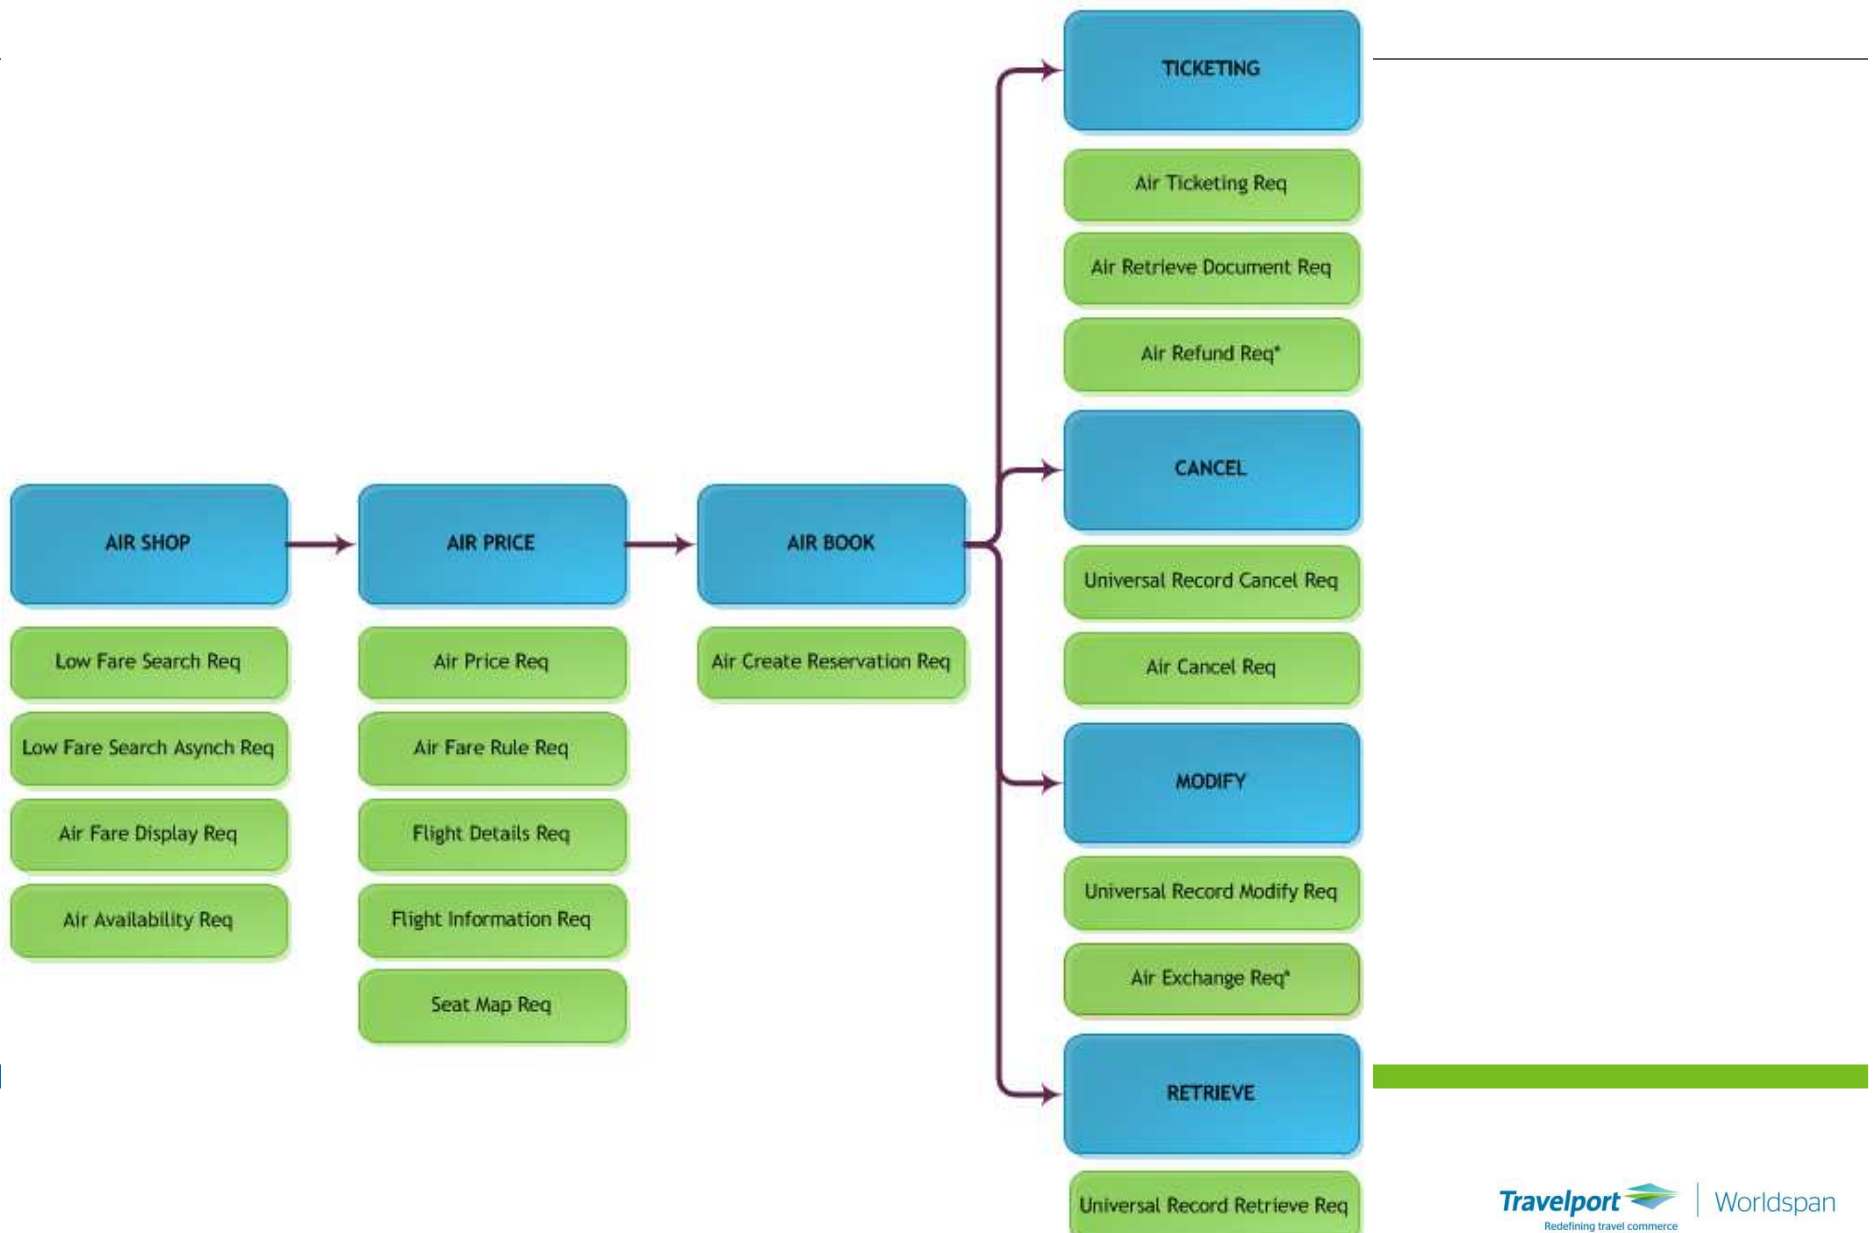 AIR SHOP
Low Fare Search Req
Low Fare Search Asynch Req
Air Fare Display Req
Air Availability Req
AIR PRICE
Air Price Req
Air Fare Rule Req
Flight Details Req
Flight Information Req
Seat Map Req
AIR BOOK
Air Create Reservation Req
TICKETING
Air Ticketing Req
Air Retrieve Document Req
Air Refund Req*
CANCEL
Universal Record Cancel Req
Air Cancel Req
MODIFY
Universal Record Modify Req
Air Exchange Req*
RETRIEVE
Universal Record Retrieve Req
Travelport
Redefining travel commerce
Worldspan